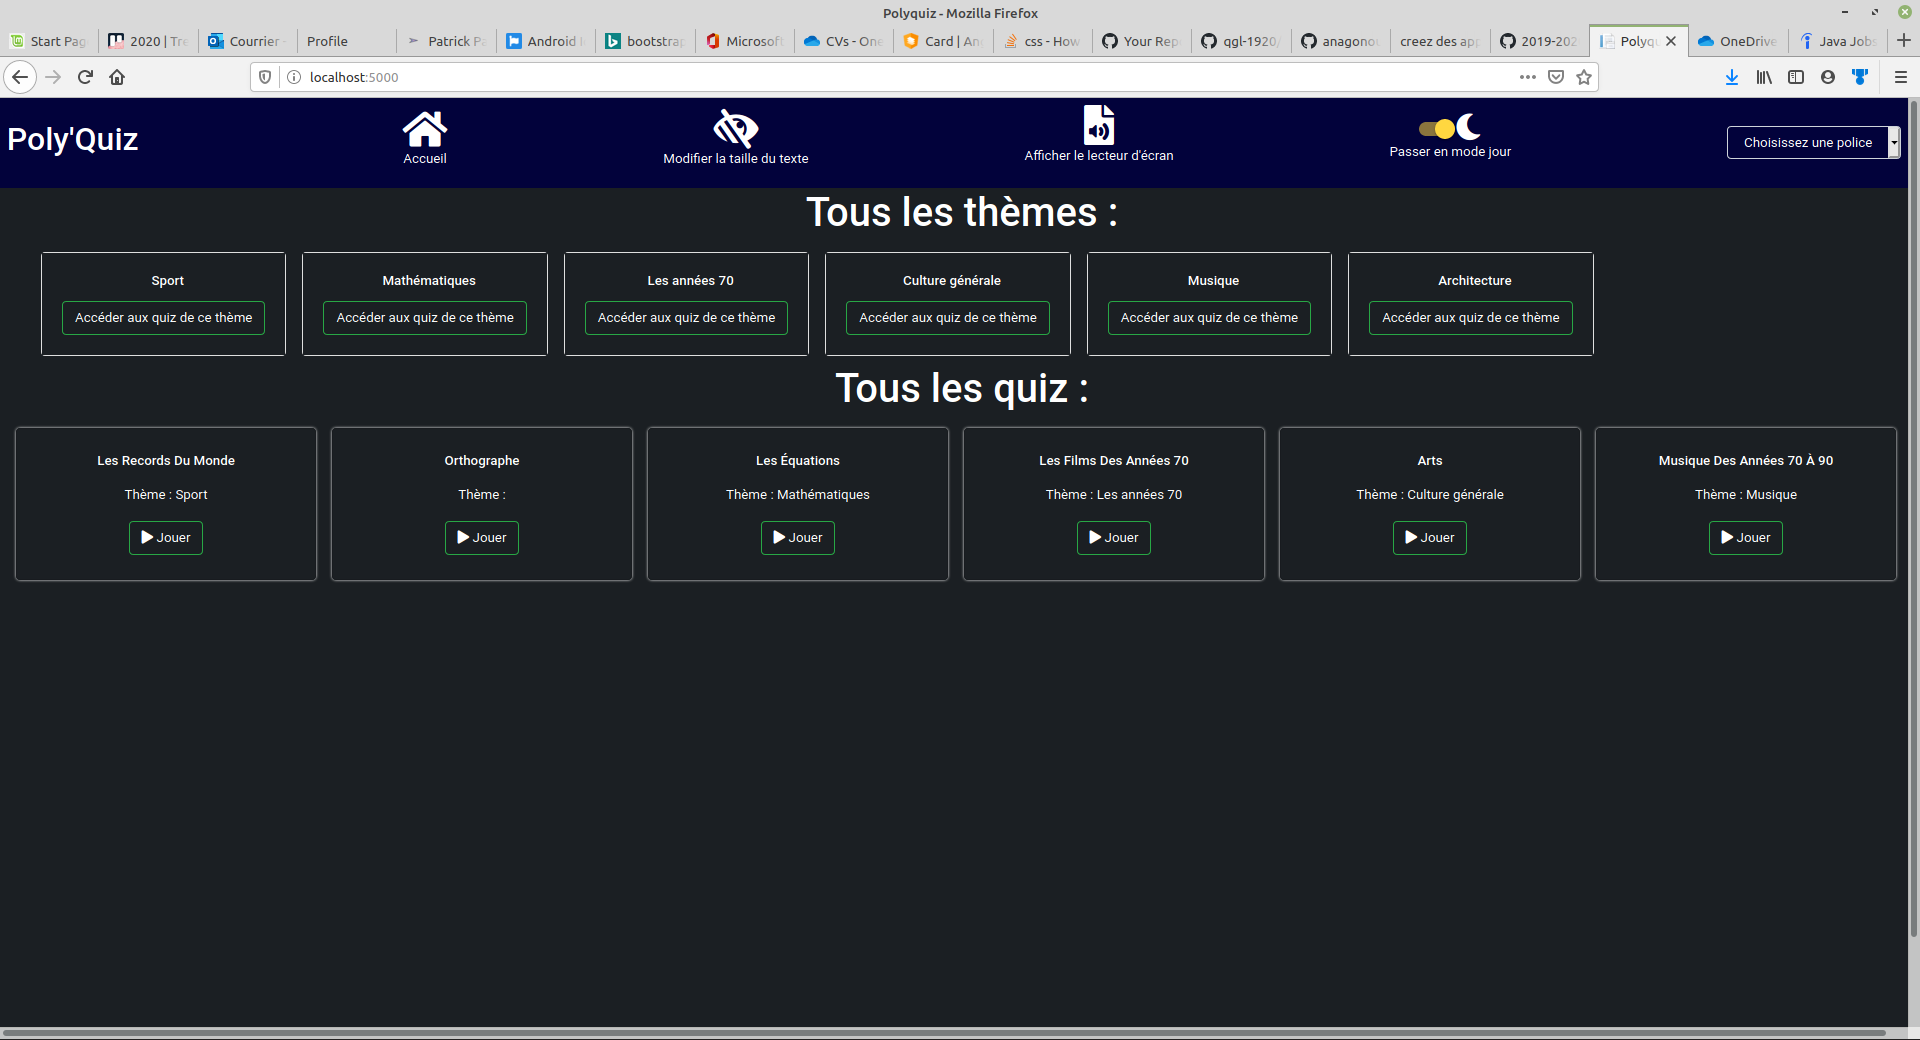 Polyquiz - Mozilla Firefox
Start Pag 2020 | Tre Courrier - Profile Patrick Pa Android bootstrap Microsoft CVs - One Card | Ang css - How Your Rep qgl-1920/ anagonou creez des app 2019-202 Polyqu OneDrive Java Jobs
localhost:5000
Poly'Quiz
Accueil
Modifier la taille du texte
Afficher le lecteur d'écran
Passer en mode jour
Choisissez une police
Tous les thèmes :
Sport Mathématiques Les années 70 Culture générale Musique Architecture
Accéder aux quiz de ce thème Accéder aux quiz de ce thème Accéder aux quiz de ce thème Accéder aux quiz de ce thème Accéder aux quiz de ce thème Accéder aux quiz de ce thème
Tous les quiz :
Les Records Du Monde Orthographe Les Équations Les Films Des Années 70 Arts Musique Des Années 70 À 90
Thème : Sport Thème : Thème : Mathématiques Thème : Les années 70 Thème : Culture générale Thème : Musique
Jouer Jouer Jouer Jouer Jouer Jouer